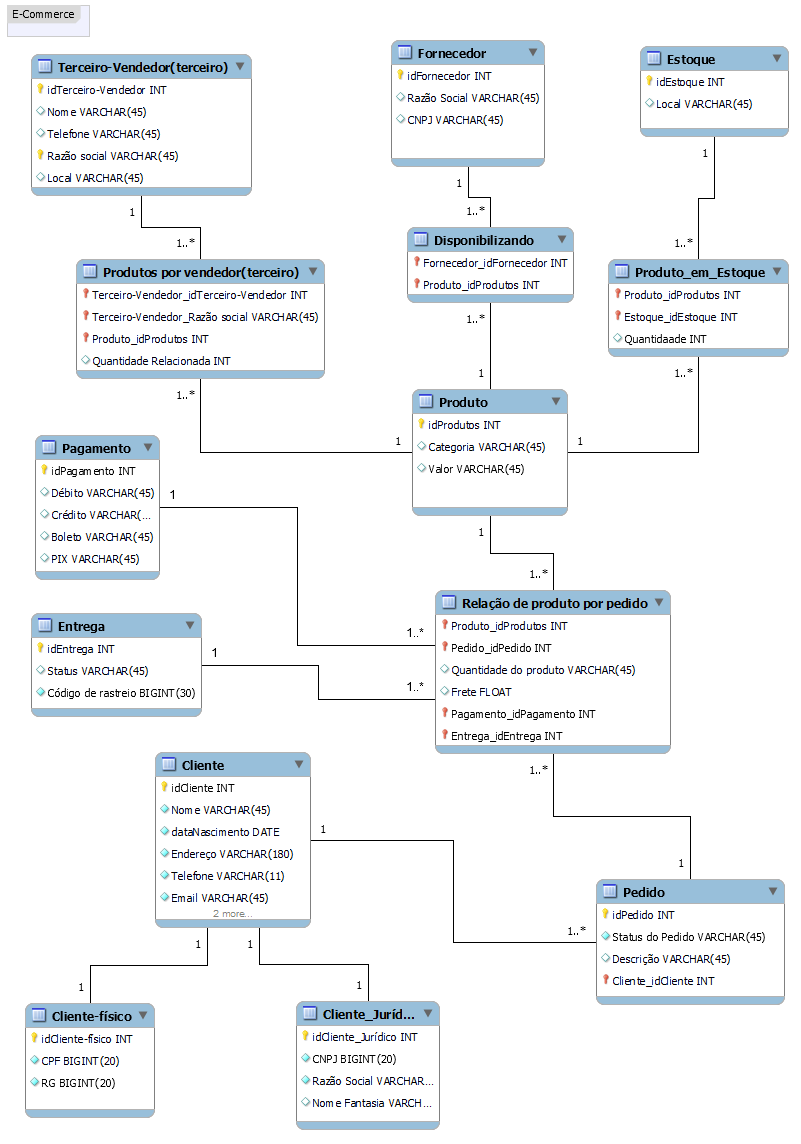 E-Commerce
Terceiro-Vendedor(terceiro)
idTerceiro-Vendedor INT
Nome VARCHAR(45)
Telefone VARCHAR(45)
Razão social VARCHAR(45)
Local VARCHAR(45)
Fornecedor
idFornecedor INT
Razão Social VARCHAR(45)
CNPJ VARCHAR(45)
Estoque
idEstoque INT
Local VARCHAR(45)
1
1..*
1
1..*
1
1..*
Produtos por vendedor(terceiro)
Terceiro-Vendedor_idTerceiro-Vendedor INT
Terceiro-Vendedor_Razão social VARCHAR(45)
Produto_idProdutos INT
Quantidade Relacionada INT
Disponibilizando
Fornecedor_idFornecedor INT
Produto_idProdutos INT
Produto_em_Estoque
Produto_idProdutos INT
Estoque_idEstoque INT
Quantidaade INT
1..*
1
1..*
1
1..*
1
Produto
idProdutos INT
Categoria VARCHAR(45)
Valor VARCHAR(45)
Pagamento
idPagamento INT
Débito VARCHAR(45)
Crédito VARCHAR(...
Boleto VARCHAR(45)
PIX VARCHAR(45)
1
1..*
1
1..*
Entrega
idEntrega INT
Status VARCHAR(45)
Código de rastreio BIGINT(30)
1
1..*
Relação de produto por pedido
Produto_idProdutos INT
Pedido_idPedido INT
Quantidade do produto VARCHAR(45)
Frete FLOAT
Pagamento_idPagamento INT
Entrega_idEntrega INT
1..*
1
Cliente
idCliente INT
Nome VARCHAR(45)
dataNascimento DATE
Endereço VARCHAR(180)
Telefone VARCHAR(11)
Email VARCHAR(45)
2 more...
1
1..*
Pedido
idPedido INT
Status do Pedido VARCHAR(45)
Descrição VARCHAR(45)
Cliente_idCliente INT
1
1
1
1
Cliente-físico
idCliente-físico INT
CPF BIGINT(20)
RG BIGINT(20)
Cliente_Juríd...
idCliente_Jurídico INT
CNPJ BIGINT(20)
Razão Social VARCHAR...
Nome Fantasia VARCH...